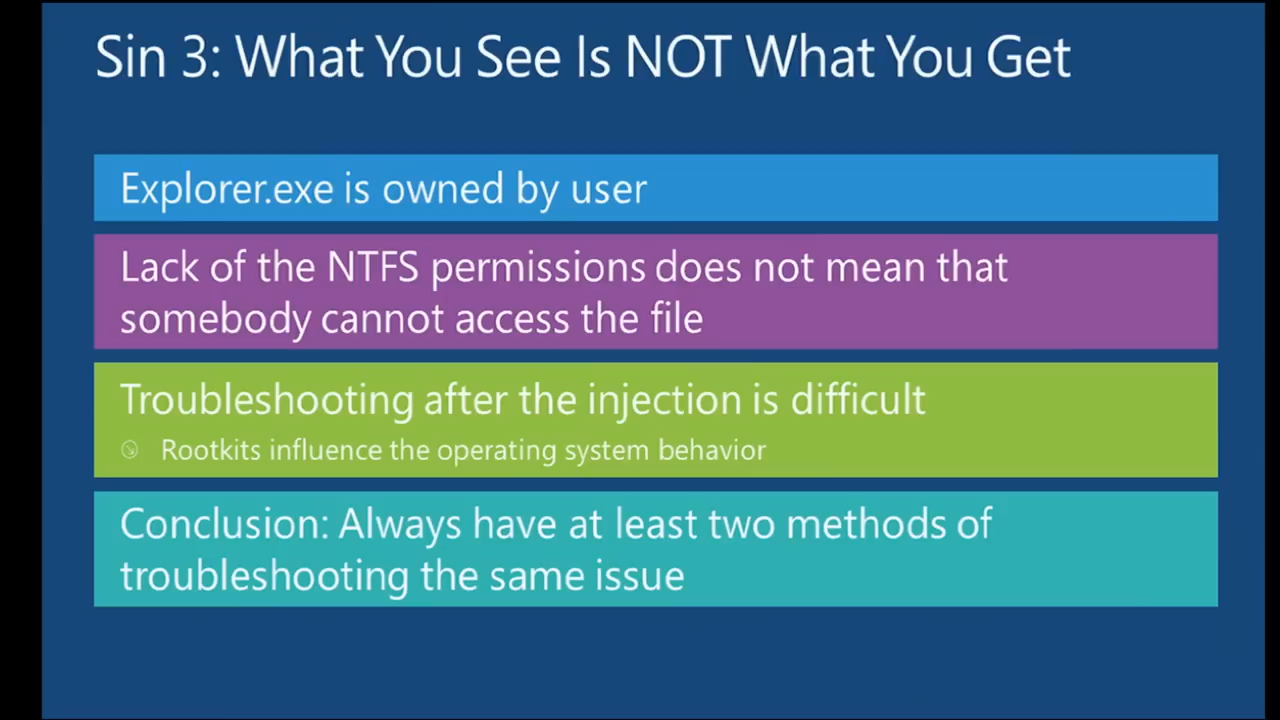 Sin 3: What You See Is NOT What You Get
Explorer.exe is owned by user
Lack of the NTFS permissions does not mean that
somebody cannot access the file
Troubleshooting after the injection is difficult
Rootkits influence the operating system behavior
Conclusion: Always have at least two methods of
troubleshooting the same issue